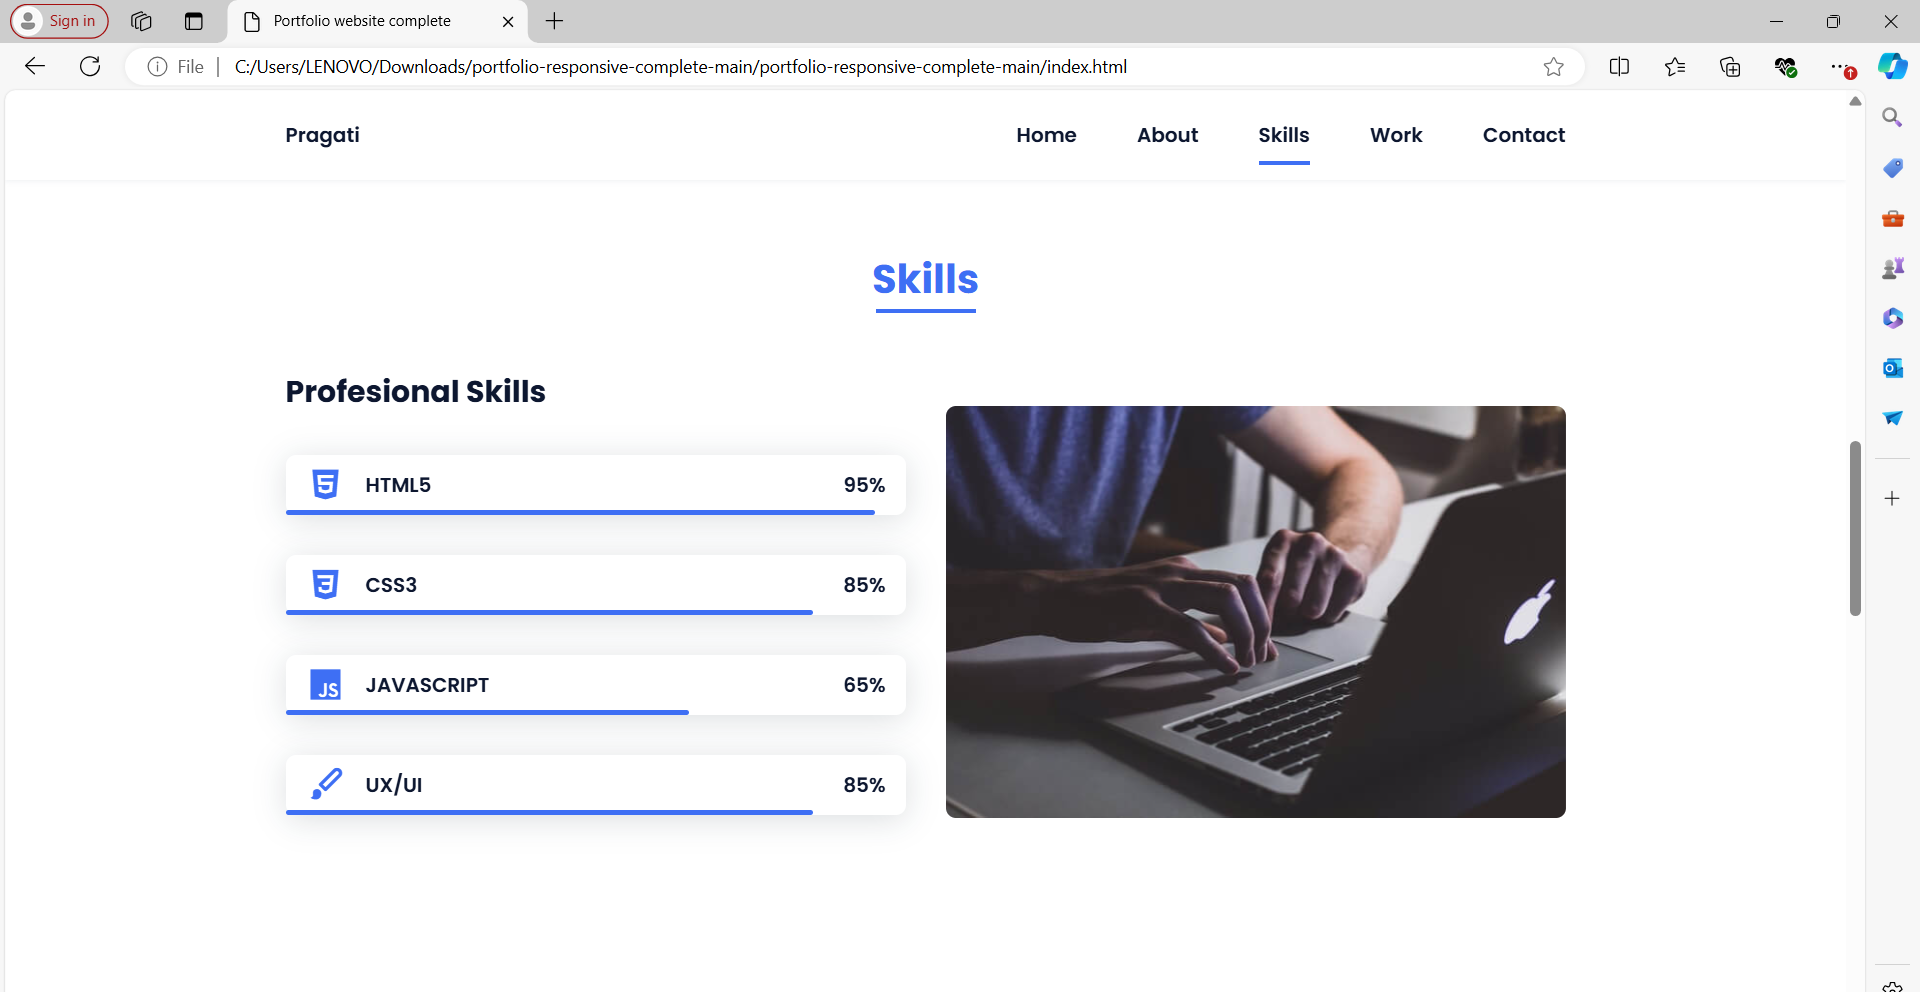 Sign in
Portfolio website complete
File
C:/Users/LENOVO/Downloads/portfolio-responsive-complete-main/portfolio-responsive-complete-main/index.html
Pragati
Home About Skills Work Contact
Skills
Profesional Skills
HTML5 95%
CSS3 85%
JS JAVASCRIPT 65%
UX/UI 85%